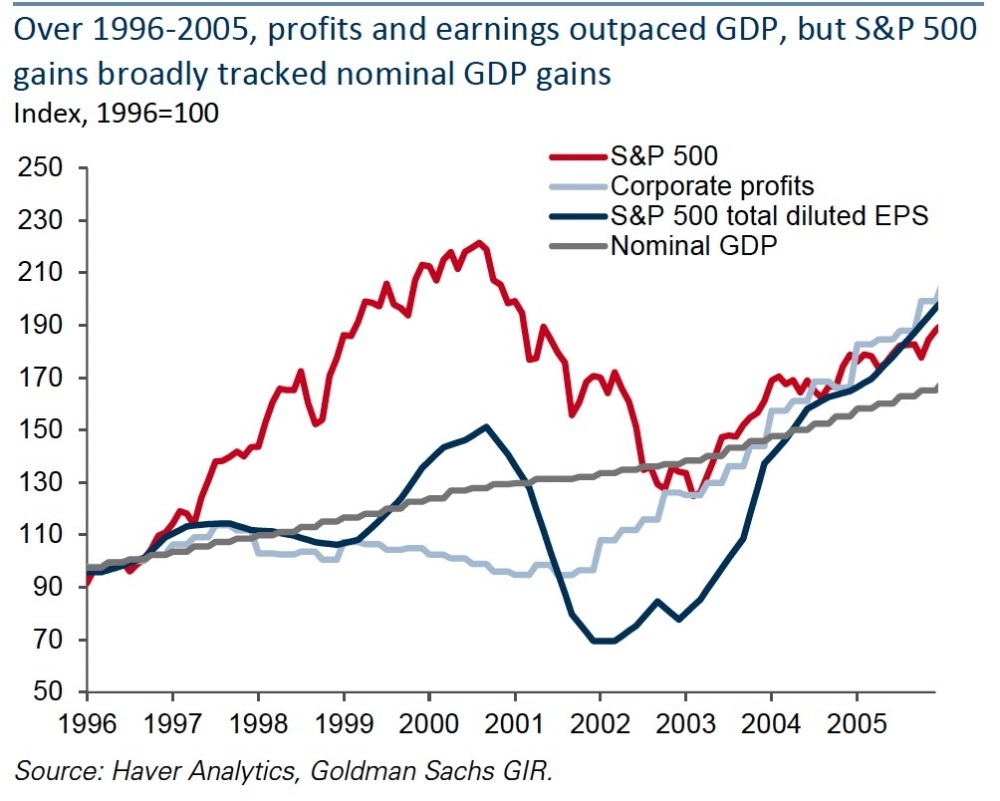 Over 1996-2005, profits and earnings outpaced GDP, but S&P 500
gains broadly tracked nominal GDP gains
Index, 1996=100
S&P 500
Corporate profits
S&P 500 total diluted EPS
Nominal GDP
250
230
210
190
170
150
130
110
90
70
50
1996 1997 1998 1999 2000 2001 2002 2003 2004 2005
Source: Haver Analytics, Goldman Sachs GIR.